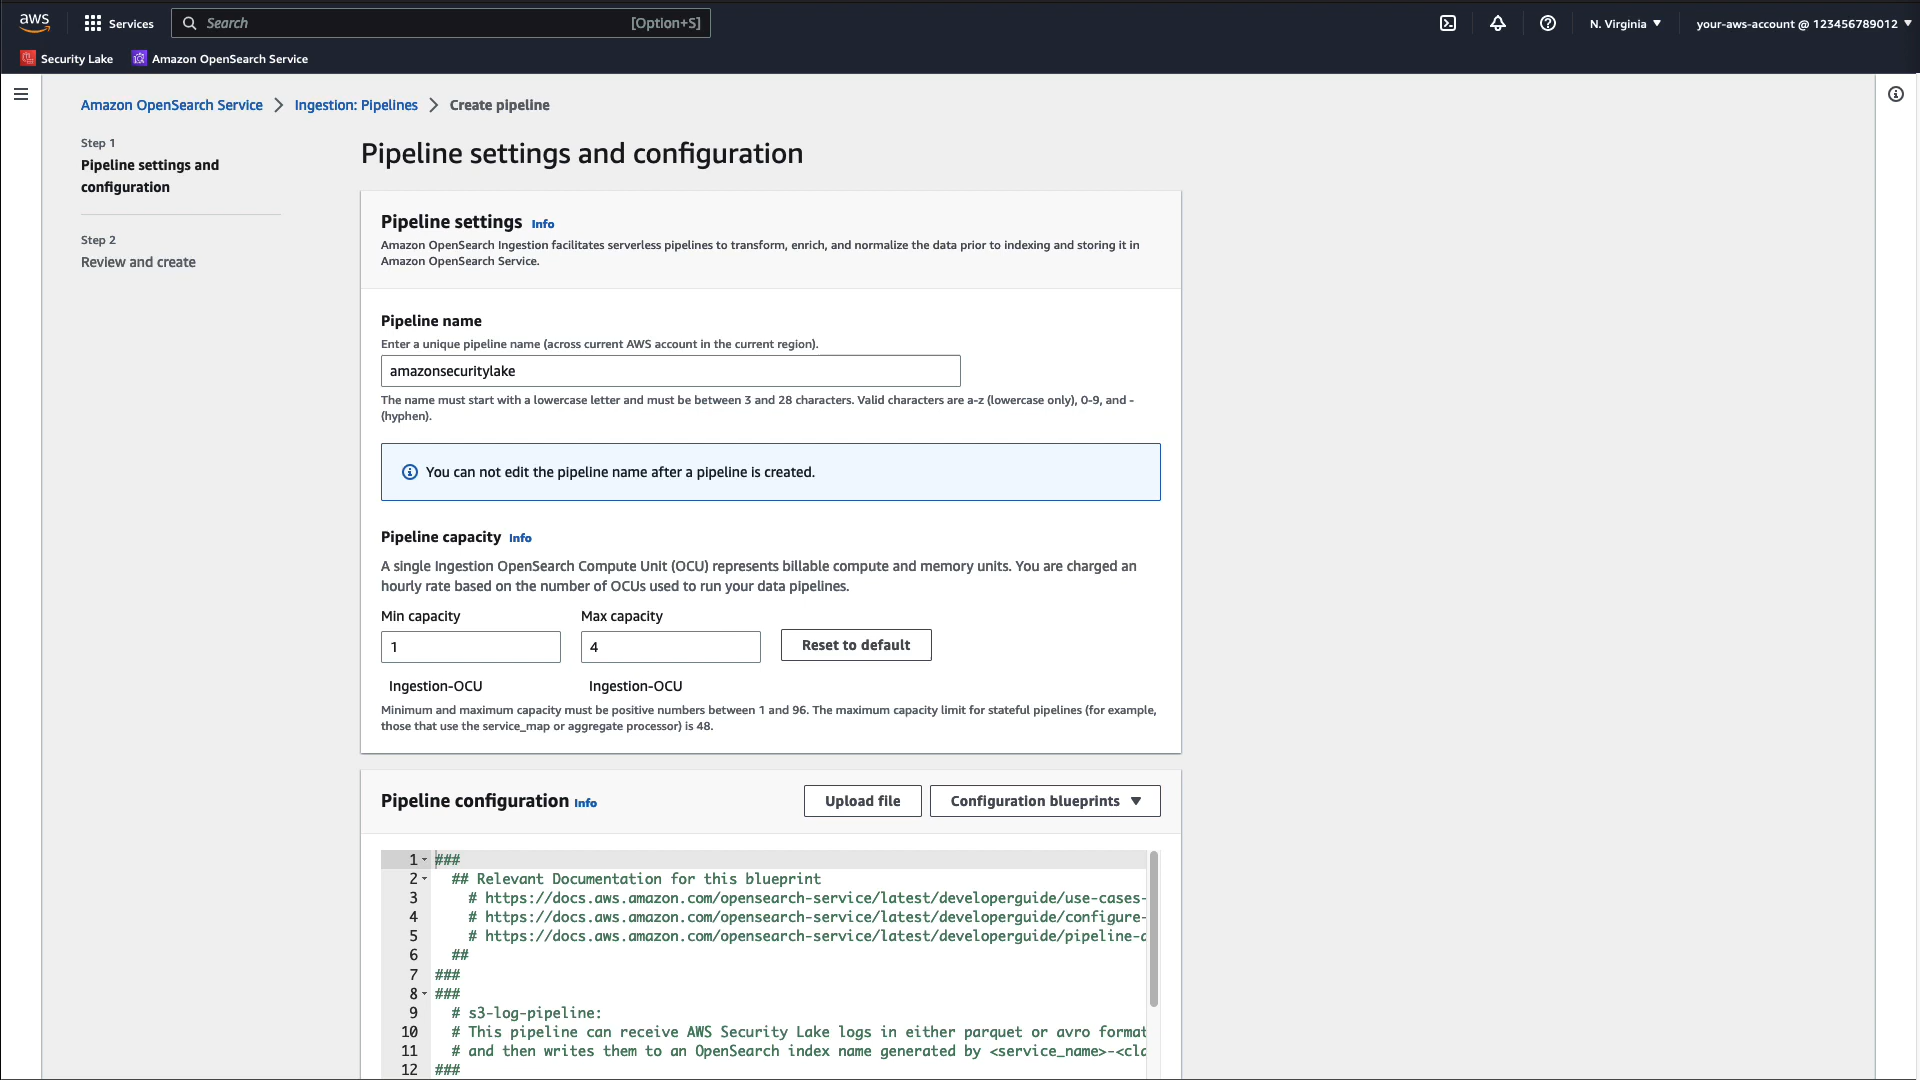 aws
Services
Search
[Option+S]
N. Virginia
your-aws-account @ 123456789012
Security Lake
Amazon OpenSearch Service
Amazon OpenSearch Service
Ingestion: Pipelines
Create pipeline
Step 1
Pipeline settings and
configuration
Step 2
Review and create
Pipeline settings and configuration
Pipeline settings Info
Amazon OpenSearch Ingestion facilitates serverless pipelines to transform, enrich, and normalize the data prior to indexing and storing it in
Amazon OpenSearch Service.
Pipeline name
Enter a unique pipeline name (across current AWS account in the current region).
amazonsecuritylake
The name must start with a lowercase letter and must be between 3 and 28 characters. Valid characters are a-z (lowercase only), 0-9, and -
(hyphen).
You can not edit the pipeline name after a pipeline is created.
Pipeline capacity Info
A single Ingestion OpenSearch Compute Unit (OCU) represents billable compute and memory units. You are charged an
hourly rate based on the number of OCUs used to run your data pipelines.
Min capacity
Max capacity
1
4
Reset to default
Ingestion-OCU
Ingestion-OCU
Minimum and maximum capacity must be positive numbers between 1 and 96. The maximum capacity limit for stateful pipelines (for example,
those that use the service_map or aggregate processor) is 48.
Pipeline configuration Info
Upload file
Configuration blueprints
1 ###
2 ## Relevant Documentation for this blueprint
3 # https://docs.aws.amazon.com/opensearch-service/latest/developerguide/use-cases-
4 # https://docs.aws.amazon.com/opensearch-service/latest/developerguide/configure-
5 # https://docs.aws.amazon.com/opensearch-service/latest/developerguide/pipeline-
6 ##
7 ###
8 ###
9 # s3-log-pipeline:
10 # This pipeline can receive AWS Security Lake logs in either parquet or avro format
11 # and then writes them to an OpenSearch index name generated by <service_name>-<cla
12 ###